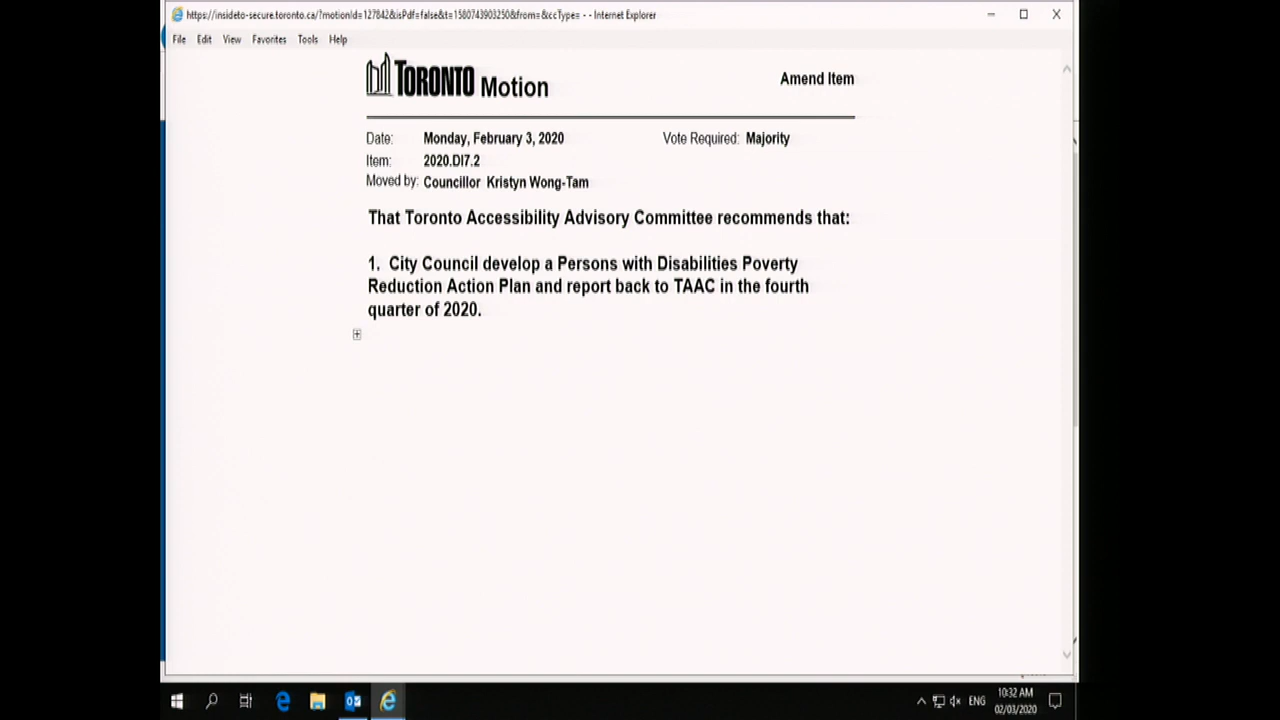 https://insideto-secure.toronto.ca/?motionId=127842&isPdf=false&t=1580743903250&from=&ccType= - - Internet Explorer
File Edit View Favorites Tools Help
TORONTO Motion
Amend Item
Date: Monday, February 3, 2020
Vote Required: Majority
Item: 2020.DI7.2
Moved by: Councillor Kristyn Wong-Tam
That Toronto Accessibility Advisory Committee recommends that:
1. City Council develop a Persons with Disabilities Poverty
Reduction Action Plan and report back to TAAC in the fourth
quarter of 2020.
ENG
10:32 AM
02/03/2020